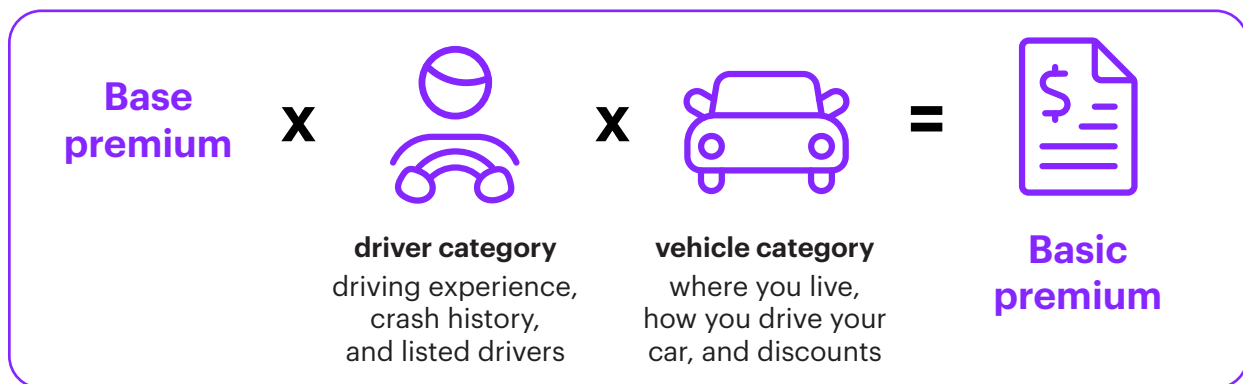 Base
premium
x
x
=
$
driver category
driving experience,
crash history,
and listed drivers
vehicle category
where you live,
how you drive your
car, and discounts
Basic
premium